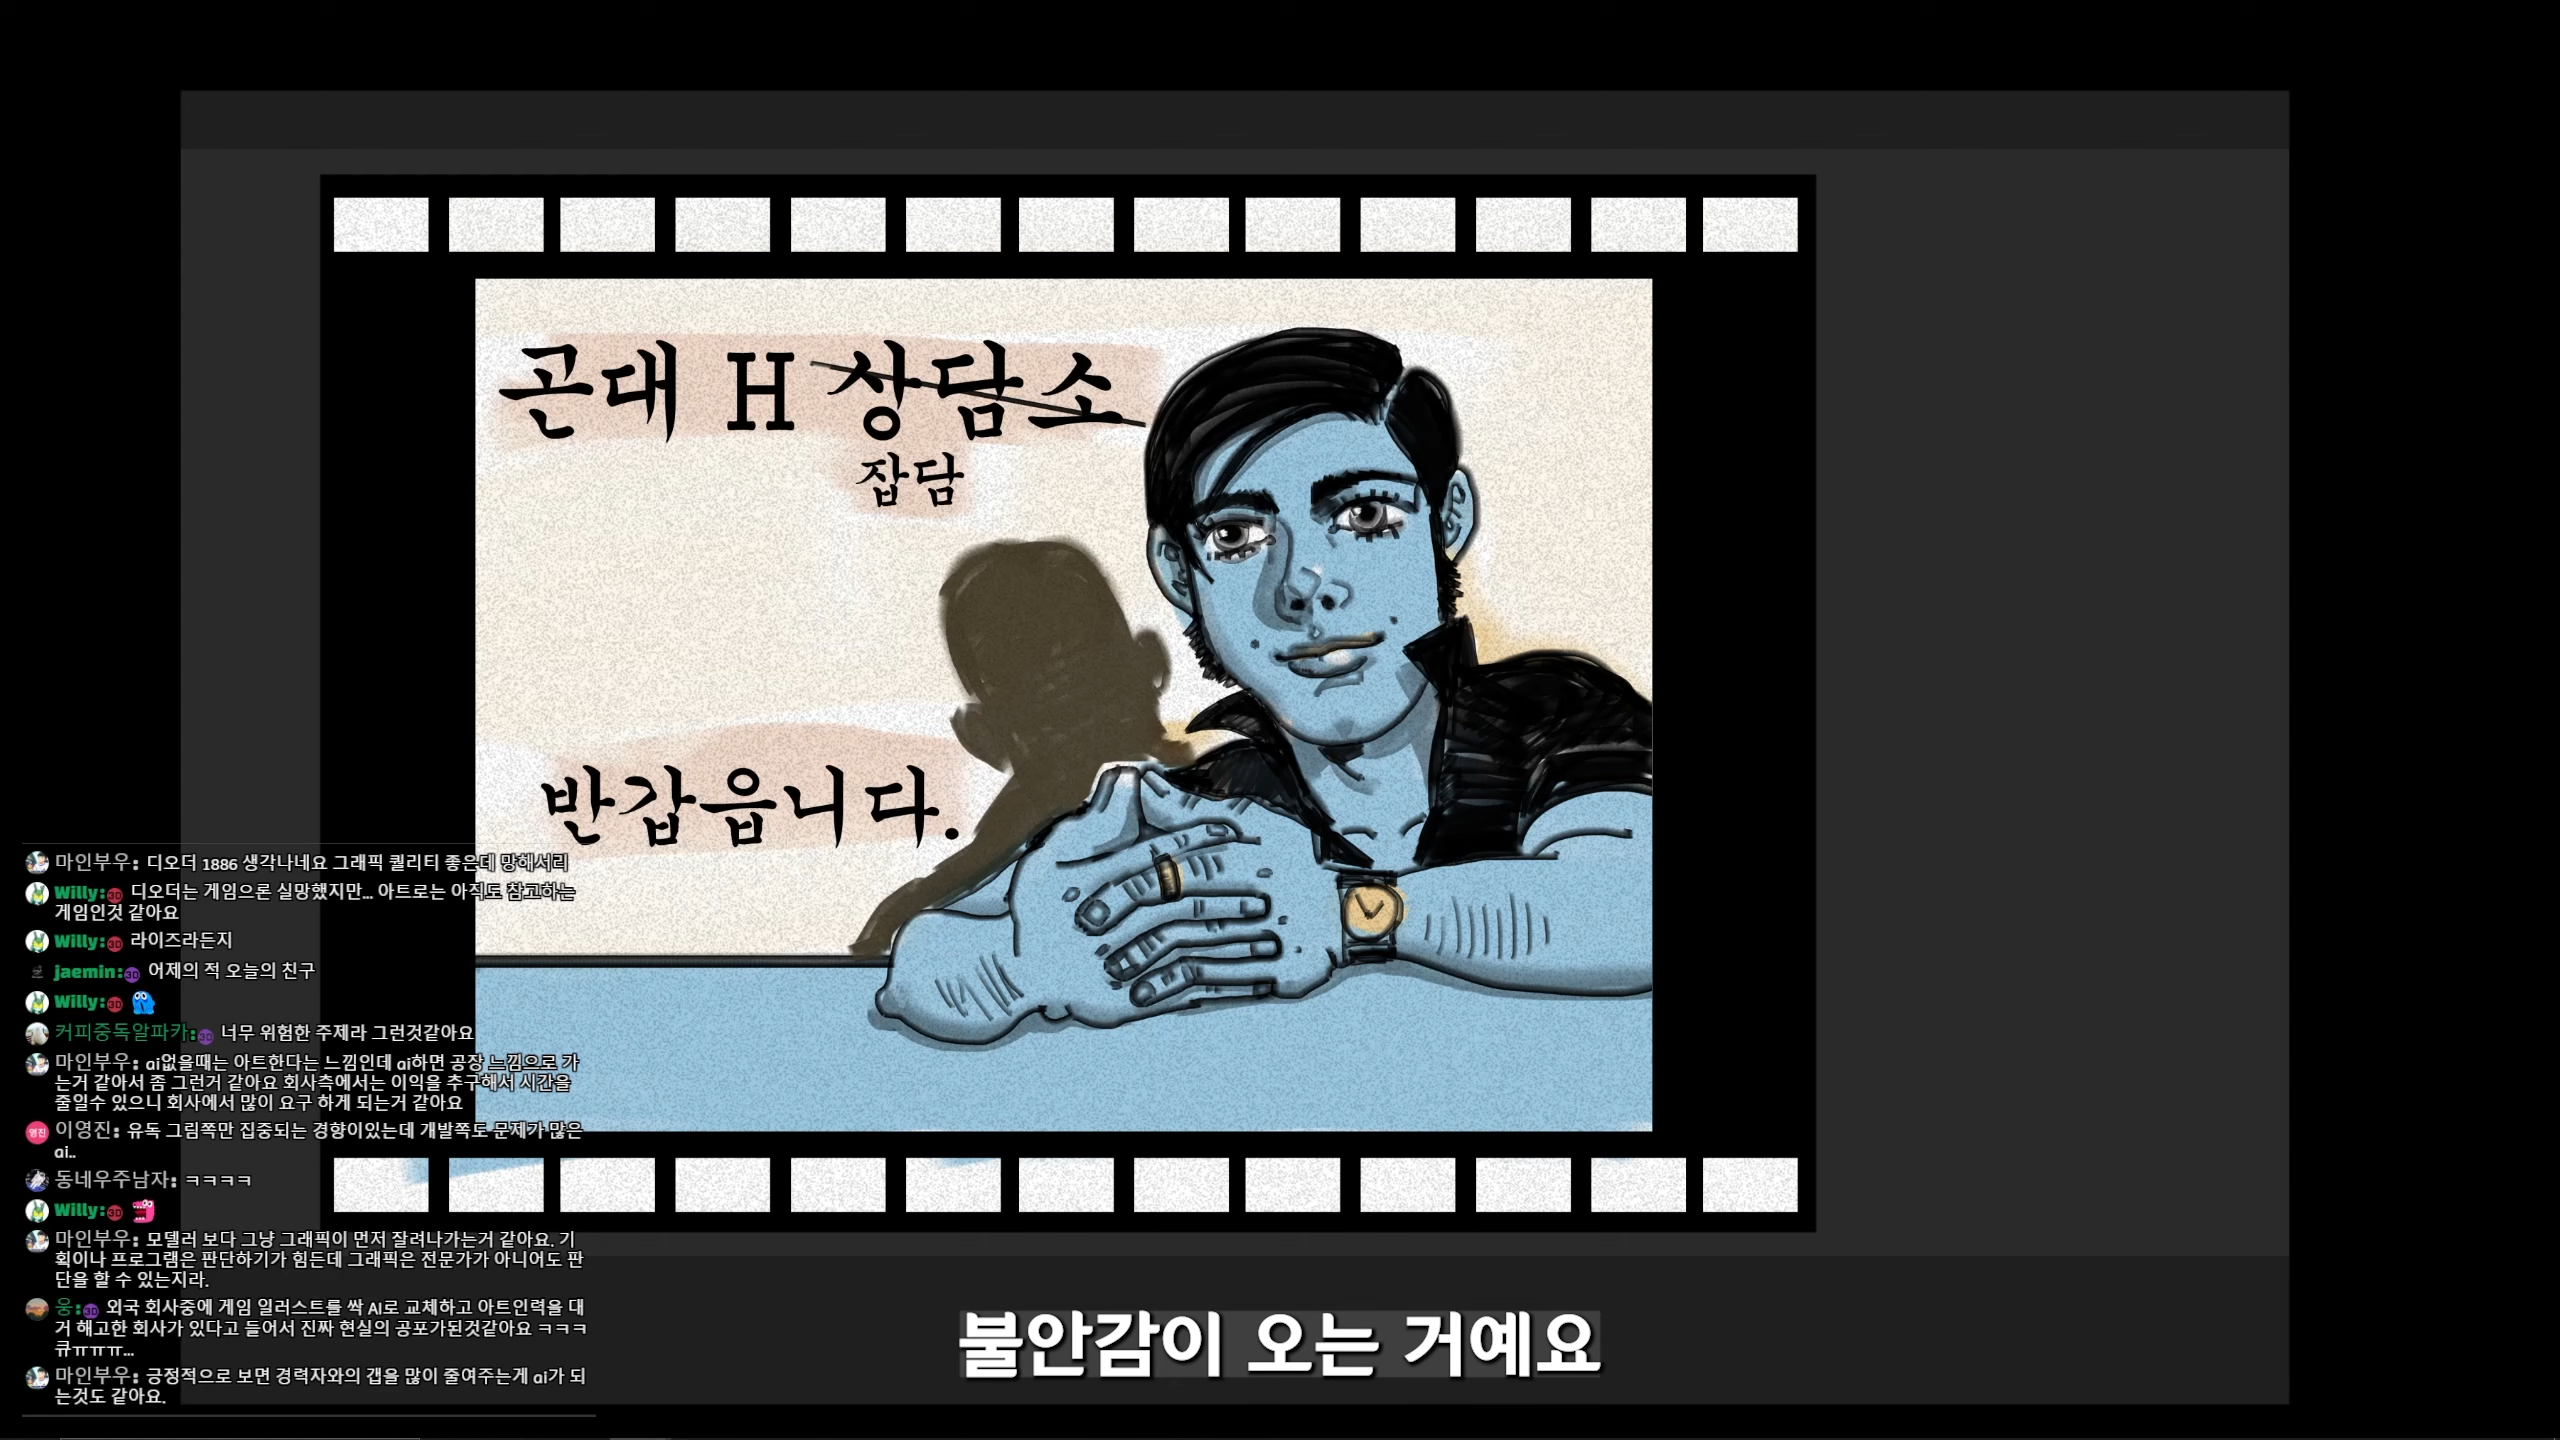 곤대 H 상담소
잡담
반갑읍니다.
마인부우: 디오더 1886 생각나네요 그래픽 퀄리티 좋은데 망해서리
Willy: 디오더는 게임으론 실망했지만... 아트로는 아직도 참고하는
게임인것 같아요
Willy: 라이즈라든지
jaemin: 어제의 적 오늘의 친구
Willy:
커피중독알파카: 너무 위험한 주제라 그런것같아요
마인부우: ai없을때는 아트한다는 느낌인데 ai하면 공장 느낌으로 가
는거 같아서 좀 그런거 같아요 회사측에서는 이익을 추구해서 시간을
줄일수 있으니 회사에서 많이 요구 하게 되는거 같아요
이영진: 유독 그림쪽만 집중되는 경향이있는데 개발쪽도 문제가 많은
ai..
동네우주남자: ㅋㅋㅋㅋ
Willy:
마인부우: 모델러 보다 그냥 그래픽이 먼저 잘려나가는거 같아요. 기
획이나 프로그램은 판단하기가 힘든데 그래픽은 전문가가 아니어도 판
단을 할 수 있는지라.
웅: 외국 회사중에 게임 일러스트를 싹 AI로 교체하고 아트인력을 대
거 해고한 회사가 있다고 들어서 진짜 현실의 공포가된것같아요 ㅋㅋㅋ
큐ㅠㅠㅠ...
마인부우: 긍정적으로 보면 경력자와의 갭을 많이 줄여주는게 ai가 되
는것도 같아요.
불안감이 오는 거예요